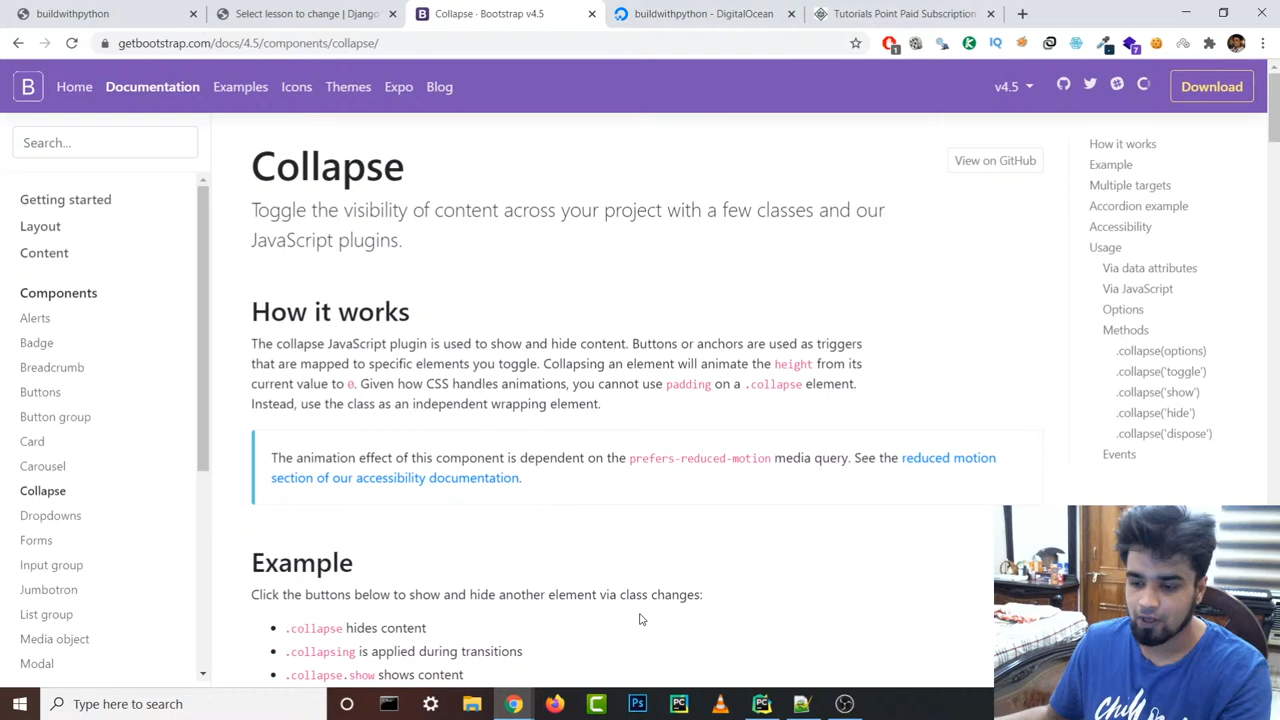 buildwithpython
Select lesson to change | Django
Collapse · Bootstrap v4.5
buildwithpython - DigitalOcean
Tutorials Point Paid Subscription
getbootstrap.com/docs/4.5/components/collapse/
B
Home
Documentation
Examples
Icons
Themes
Expo
Blog
v4.5
Download
Search...
Getting started
Layout
Content
Components
Alerts
Badge
Breadcrumb
Buttons
Button group
Card
Carousel
Collapse
Dropdowns
Forms
Input group
Jumbotron
List group
Media object
Modal
Collapse
View on GitHub
Toggle the visibility of content across your project with a few classes and our
JavaScript plugins.
How it works
The collapse JavaScript plugin is used to show and hide content. Buttons or anchors are used as triggers
that are mapped to specific elements you toggle. Collapsing an element will animate the height from its
current value to 0. Given how CSS handles animations, you cannot use padding on a .collapse element.
Instead, use the class as an independent wrapping element.
The animation effect of this component is dependent on the prefers-reduced-motion media query. See the reduced motion
section of our accessibility documentation.
Example
Click the buttons below to show and hide another element via class changes:
.collapse hides content
.collapsing is applied during transitions
.collapse.show shows content
How it works
Example
Multiple targets
Accordion example
Accessibility
Usage
Via data attributes
Via JavaScript
Options
Methods
.collapse(options)
.collapse('toggle')
.collapse('show')
.collapse('hide')
.collapse('dispose')
Events
Type here to search